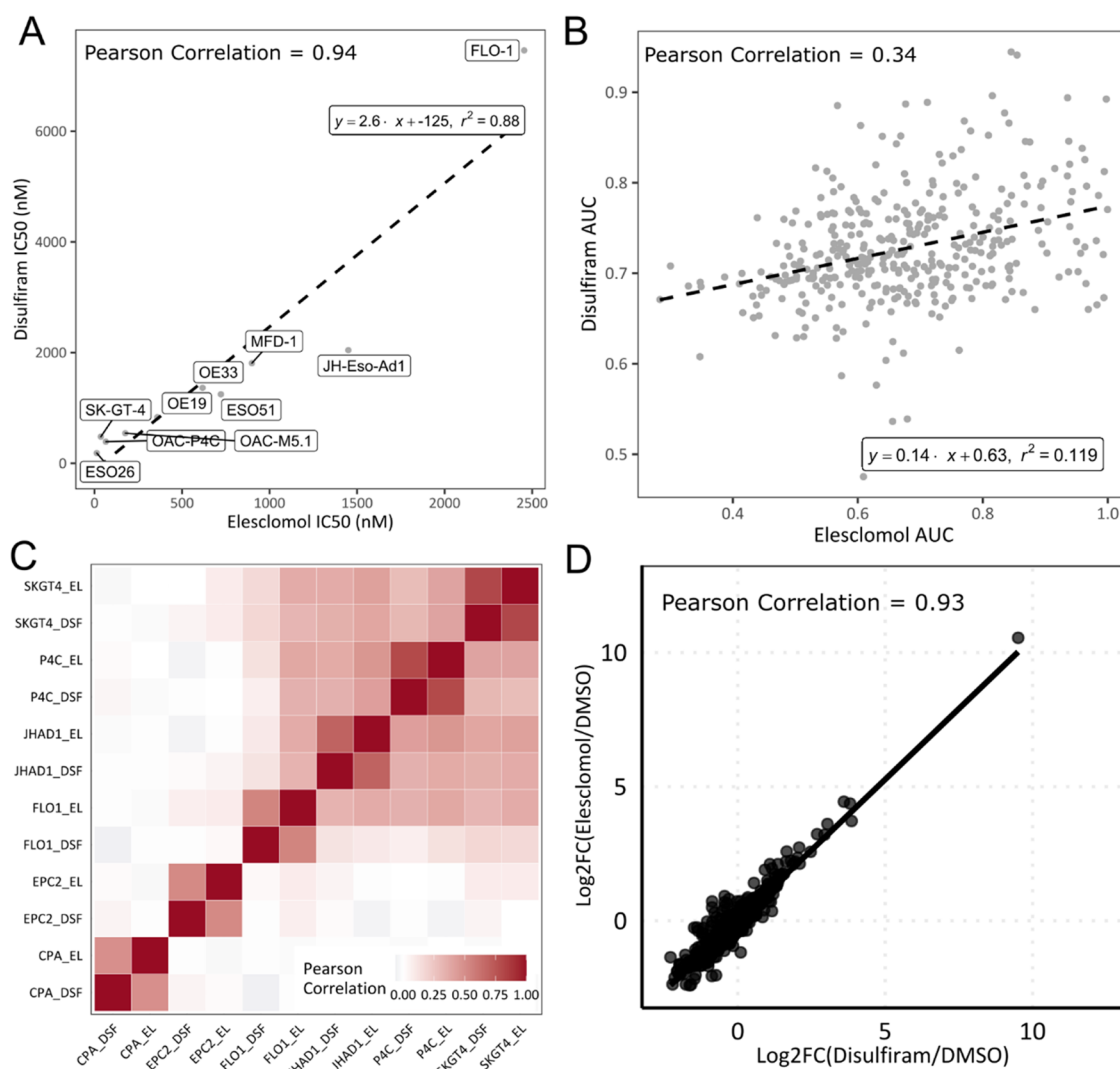 A
Pearson Correlation = 0.94
FLO-1
y = 2.6 · x + -125, r² = 0.88
MFD-1
JH-Eso-Ad1
OE33
SK-GT-4
OE19
ESO51
OAC-P4C
OAC-M5.1
ESO26
6000
4000
2000
0
Disulfiram IC50 (nM)
0 500 1000 1500 2000 2500
Elesclomol IC50 (nM)
B
Pearson Correlation = 0.34
0.9
0.8
0.7
0.6
0.5
Disulfiram AUC
y = 0.14 · x + 0.63, r² = 0.119
0.4 0.6 0.8 1.0
Elesclomol AUC
C
SKGT4_EL
SKGT4_DSF
P4C_EL
P4C_DSF
JHAD1_EL
JHAD1_DSF
FLO1_EL
FLO1_DSF
EPC2_EL
EPC2_DSF
CPA_EL
CPA_DSF
Pearson
Correlation
0.00 0.25 0.50 0.75 1.00
CPA_DSF
CPA_EL
EPC2_DSF
EPC2_EL
FLO1_DSF
FLO1_EL
P4C_DSF
P4C_EL
SKGT4_DSF
SKGT4_EL
D
Pearson Correlation = 0.93
10
5
0
Log2FC(Elesclomol/DMSO)
0 5 10
Log2FC(Disulfiram/DMSO)